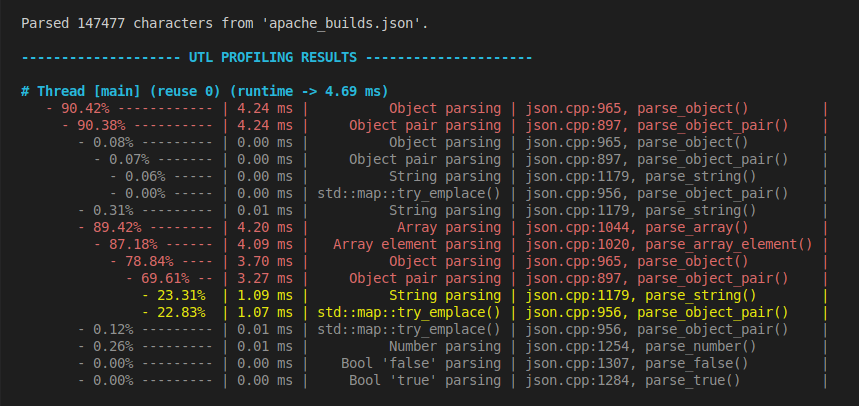 Parsed 147477 characters from 'apache_builds.json'.
-------------------- UTL PROFILING RESULTS ---------------------
# Thread [main] (reuse 0) (runtime -> 4.69 ms)
- 90.42% ------------ | 4.24 ms | Object parsing | json.cpp:965, parse_object() |
- 90.38% ---------- | 4.24 ms | Object pair parsing | json.cpp:897, parse_object_pair() |
- 0.08% --------- | 0.00 ms | Object parsing | json.cpp:965, parse_object() |
- 0.07% ------- | 0.00 ms | Object pair parsing | json.cpp:897, parse_object_pair() |
- 0.06% ----- | 0.00 ms | String parsing | json.cpp:1179, parse_string() |
- 0.00% ----- | 0.00 ms | std::map::try_emplace() | json.cpp:956, parse_object_pair() |
- 0.31% --------- | 0.01 ms | String parsing | json.cpp:1179, parse_string() |
- 89.42% -------- | 4.20 ms | Array parsing | json.cpp:1044, parse_array() |
- 87.18% ------ | 4.09 ms | Array element parsing | json.cpp:1020, parse_array_element() |
- 78.84% ---- | 3.70 ms | Object parsing | json.cpp:965, parse_object() |
- 69.61% -- | 3.27 ms | Object pair parsing | json.cpp:897, parse_object_pair() |
- 23.31% | 1.09 ms | String parsing | json.cpp:1179, parse_string() |
- 22.83% | 1.07 ms | std::map::try_emplace() | json.cpp:956, parse_object_pair() |
- 0.12% --------- | 0.01 ms | std::map::try_emplace() | json.cpp:956, parse_object_pair() |
- 0.26% --------- | 0.01 ms | Number parsing | json.cpp:1254, parse_number() |
- 0.00% --------- | 0.00 ms | Bool 'false' parsing | json.cpp:1307, parse_false() |
- 0.00% --------- | 0.00 ms | Bool 'true' parsing | json.cpp:1284, parse_true() |